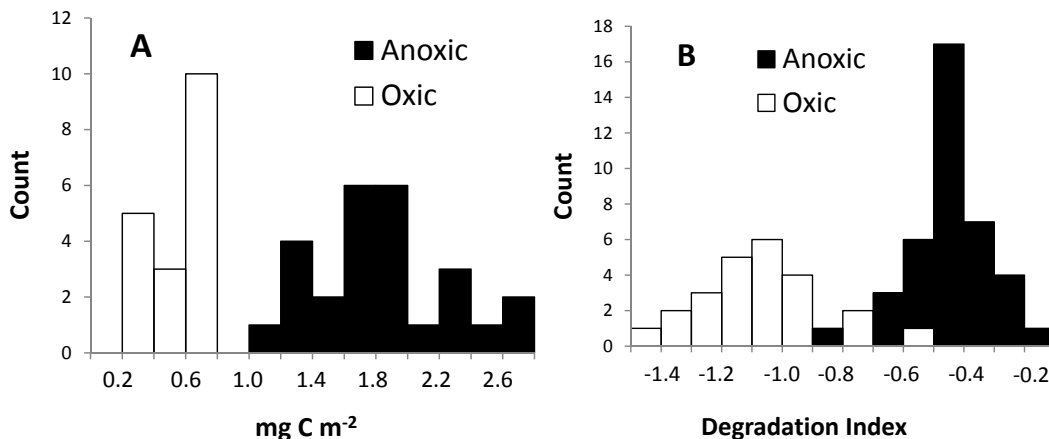 A
Anoxic
Oxic
12
10
8
6
4
2
0
Count
0.2 0.6 1.0 1.4 1.8 2.2 2.6
mg C m-2
B
Anoxic
Oxic
18
16
14
12
10
8
6
4
2
0
Count
-1.4 -1.2 -1.0 -0.8 -0.6 -0.4 -0.2
Degradation Index